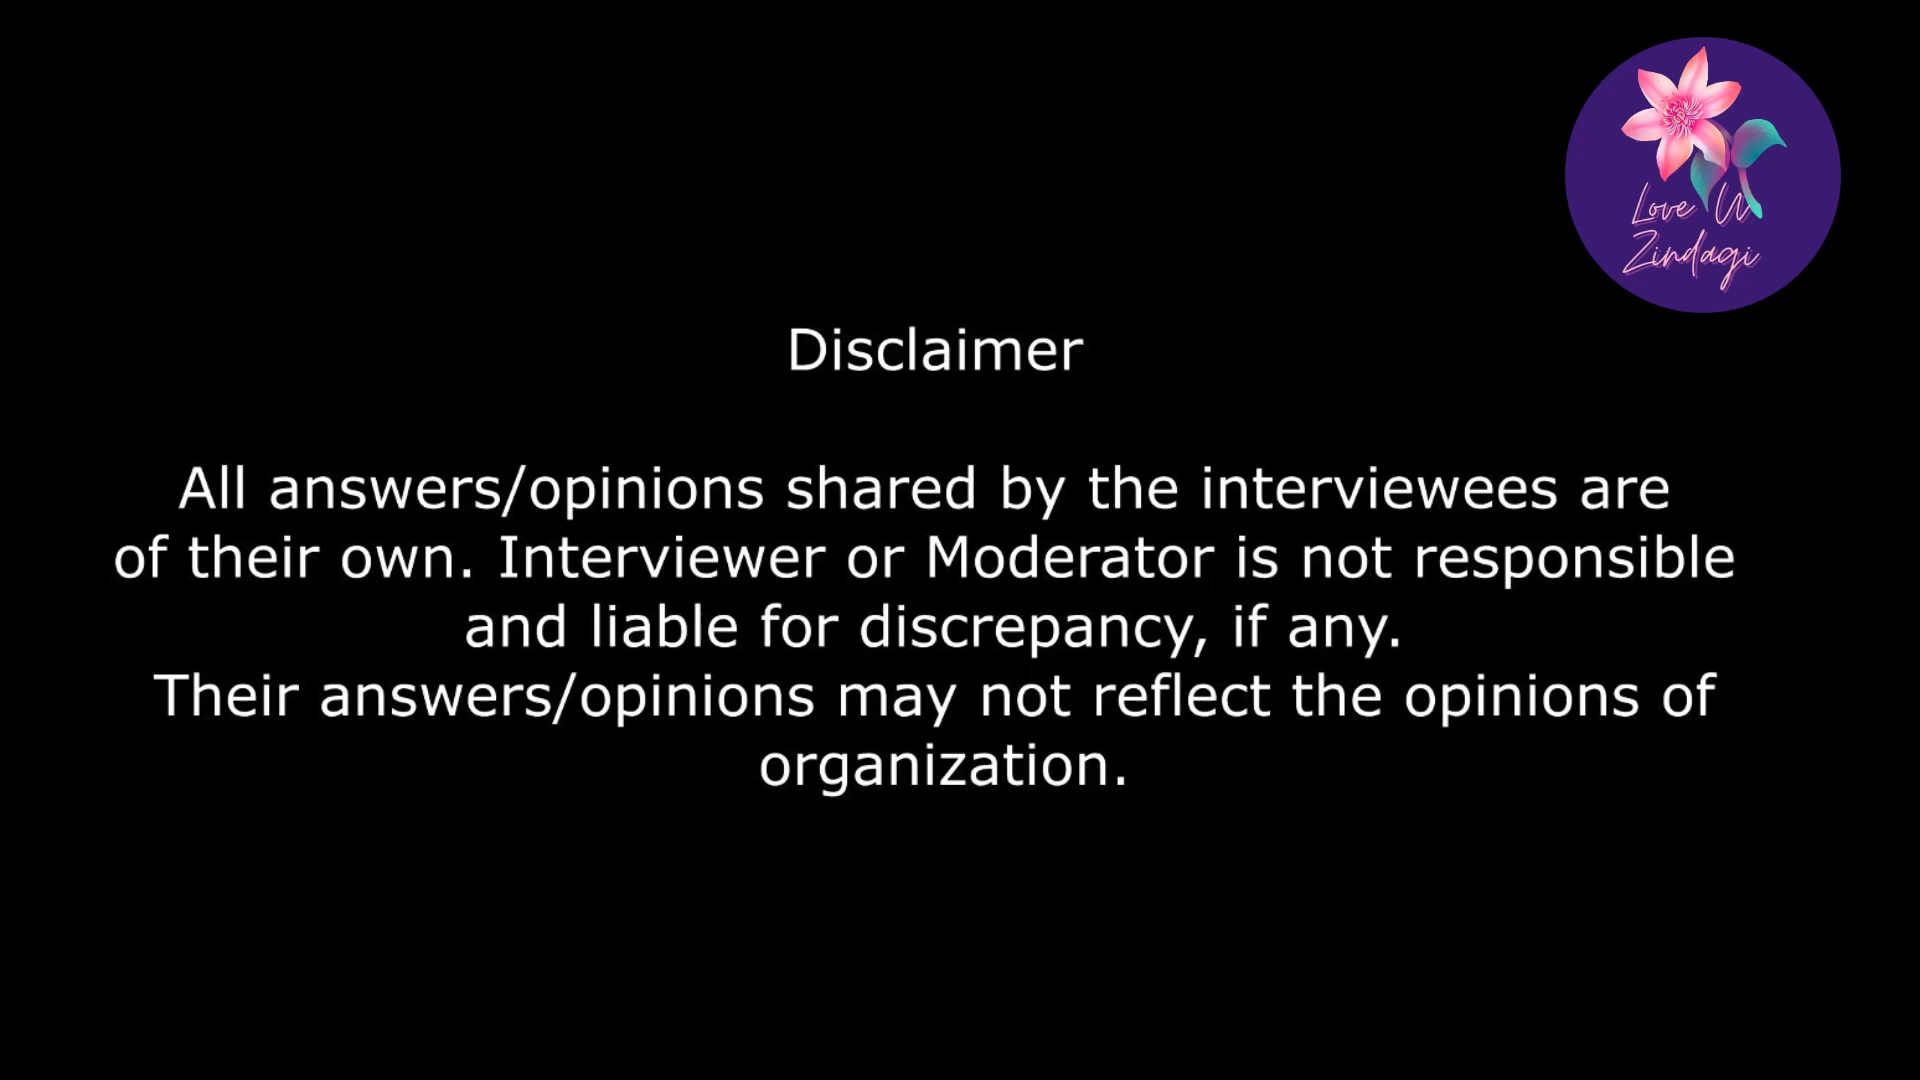 Love U
Zindagi
Disclaimer
All answers/opinions shared by the interviewees are
of their own. Interviewer or Moderator is not responsible
and liable for discrepancy, if any.
Their answers/opinions may not reflect the opinions of
organization.